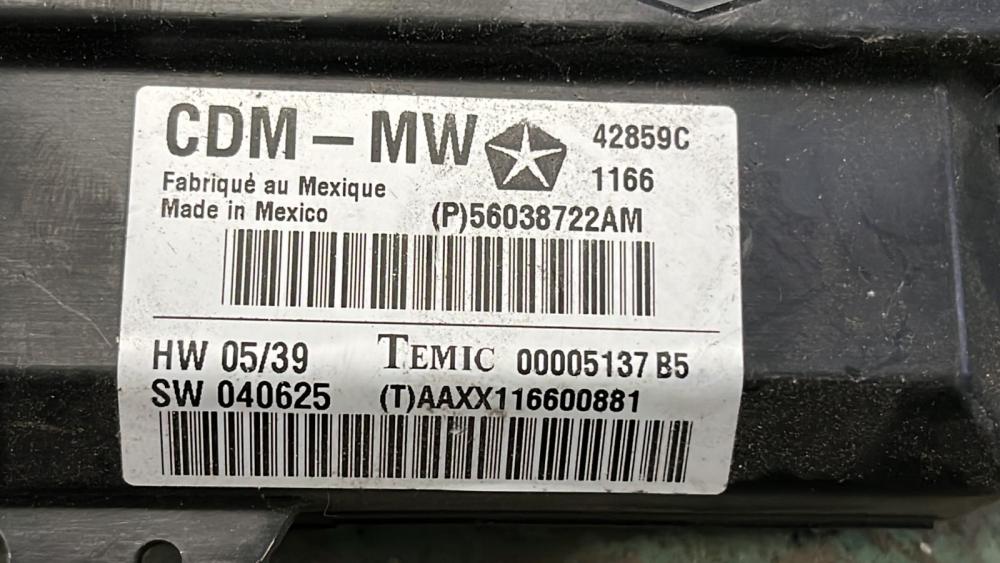 CDM – MW 42859C
Fabriqué au Mexique 1166
Made in Mexico (P)56038722AM
HW 05/39 TEMIC 00005137 B5
SW 040625 (T)AAXX116600881